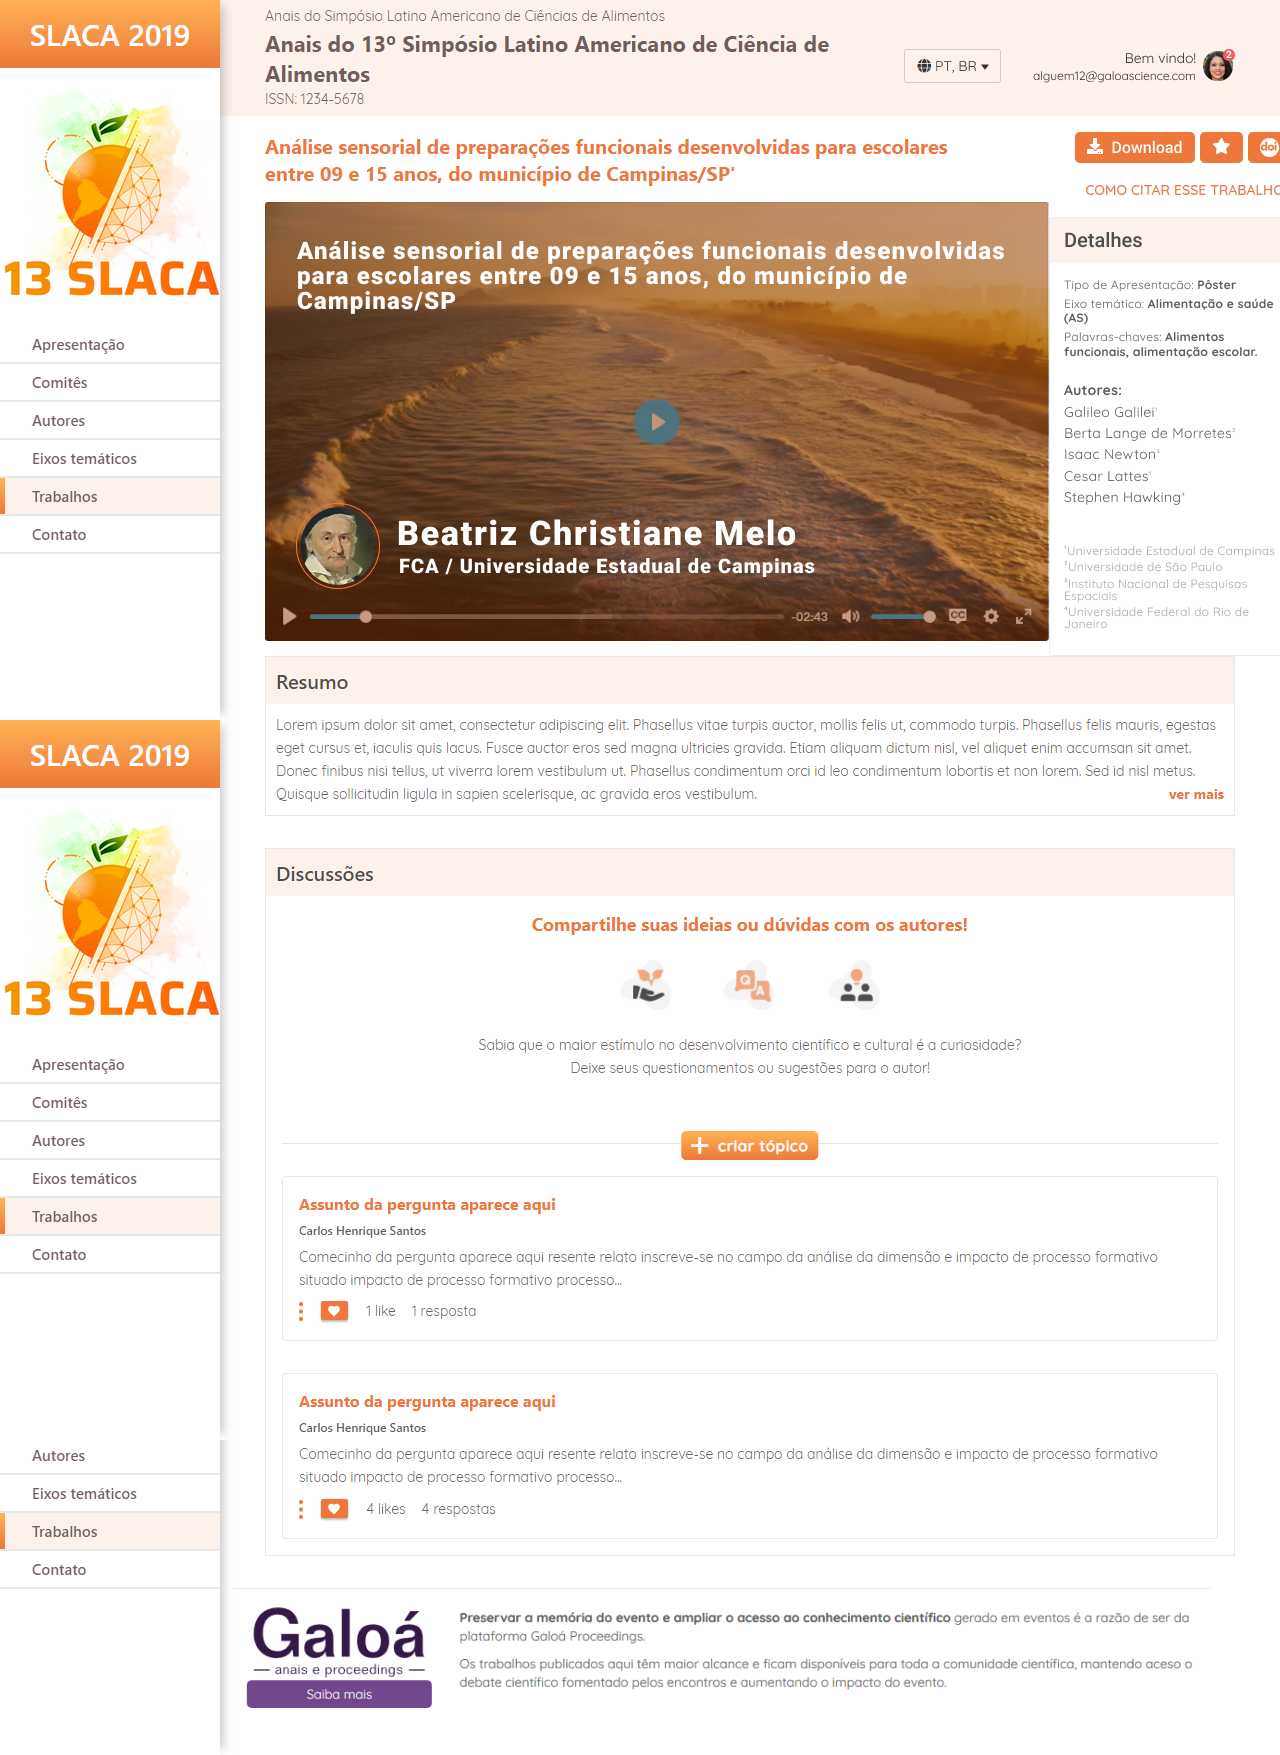 SLACA 2019
13 SLACA
Apresentação
Comitês
Autores
Eixos temáticos
Trabalhos
Contato
Anais do Simpósio Latino Americano de Ciências de Alimentos
Anais do 13º Simpósio Latino Americano de Ciência de
Alimentos
ISSN: 1234-5678
PT, BR
Bem vindo!
alguem12@galoascience.com
2
Análise sensorial de preparações funcionais desenvolvidas para escolares
entre 09 e 15 anos, do município de Campinas/SP'
Download
doi
COMO CITAR ESSE TRABALHO
Análise sensorial de preparações funcionais desenvolvidas
para escolares entre 09 e 15 anos, do município de
Campinas/SP
Beatriz Christiane Melo
FCA / Universidade Estadual de Campinas
-02:43
CC
Detalhes
Tipo de Apresentação: Pôster
Eixo temático: Alimentação e saúde
(AS)
Palavras-chaves: Alimentos
funcionais, alimentação escolar.
Autores:
Galileo Galilei¹
Berta Lange de Morretes²
Isaac Newton³
Cesar Lattes¹
Stephen Hawking⁴
¹Universidade Estadual de Campinas
²Universidade de São Paulo
³Instituto Nacional de Pesquisas
Espaciais
⁴Universidade Federal do Rio de
Janeiro
Resumo
Lorem ipsum dolor sit amet, consectetur adipiscing elit. Phasellus vitae turpis auctor, mollis felis ut, commodo turpis. Phasellus felis mauris, egestas
eget cursus et, iaculis quis lacus. Fusce auctor eros sed magna ultricies gravida. Etiam aliquam dictum nisl, vel aliquet enim accumsan sit amet.
Donec finibus nisi tellus, ut viverra lorem vestibulum ut. Phasellus condimentum orci id leo condimentum lobortis et non lorem. Sed id nisl metus.
Quisque sollicitudin ligula in sapien scelerisque, ac gravida eros vestibulum.
ver mais
SLACA 2019
13 SLACA
Apresentação
Comitês
Autores
Eixos temáticos
Trabalhos
Contato
Discussões
Compartilhe suas ideias ou dúvidas com os autores!
Q
A
Sabia que o maior estímulo no desenvolvimento científico e cultural é a curiosidade?
Deixe seus questionamentos ou sugestões para o autor!
criar tópico
Assunto da pergunta aparece aqui
Carlos Henrique Santos
Comecinho da pergunta aparece aqui resente relato inscreve-se no campo da análise da dimensão e impacto de processo formativo
situado impacto de processo formativo processo...
1 like 1 resposta
Assunto da pergunta aparece aqui
Carlos Henrique Santos
Comecinho da pergunta aparece aqui resente relato inscreve-se no campo da análise da dimensão e impacto de processo formativo
situado impacto de processo formativo processo...
4 likes 4 respostas
Autores
Eixos temáticos
Trabalhos
Contato
Galoá
anais e proceedings
Saiba mais
Preservar a memória do evento e ampliar o acesso ao conhecimento científico gerado em eventos é a razão de ser da
plataforma Galoá Proceedings.
Os trabalhos publicados aqui têm maior alcance e ficam disponíveis para toda a comunidade científica, mantendo aceso o
debate científico fomentado pelos encontros e aumentando o impacto do evento.